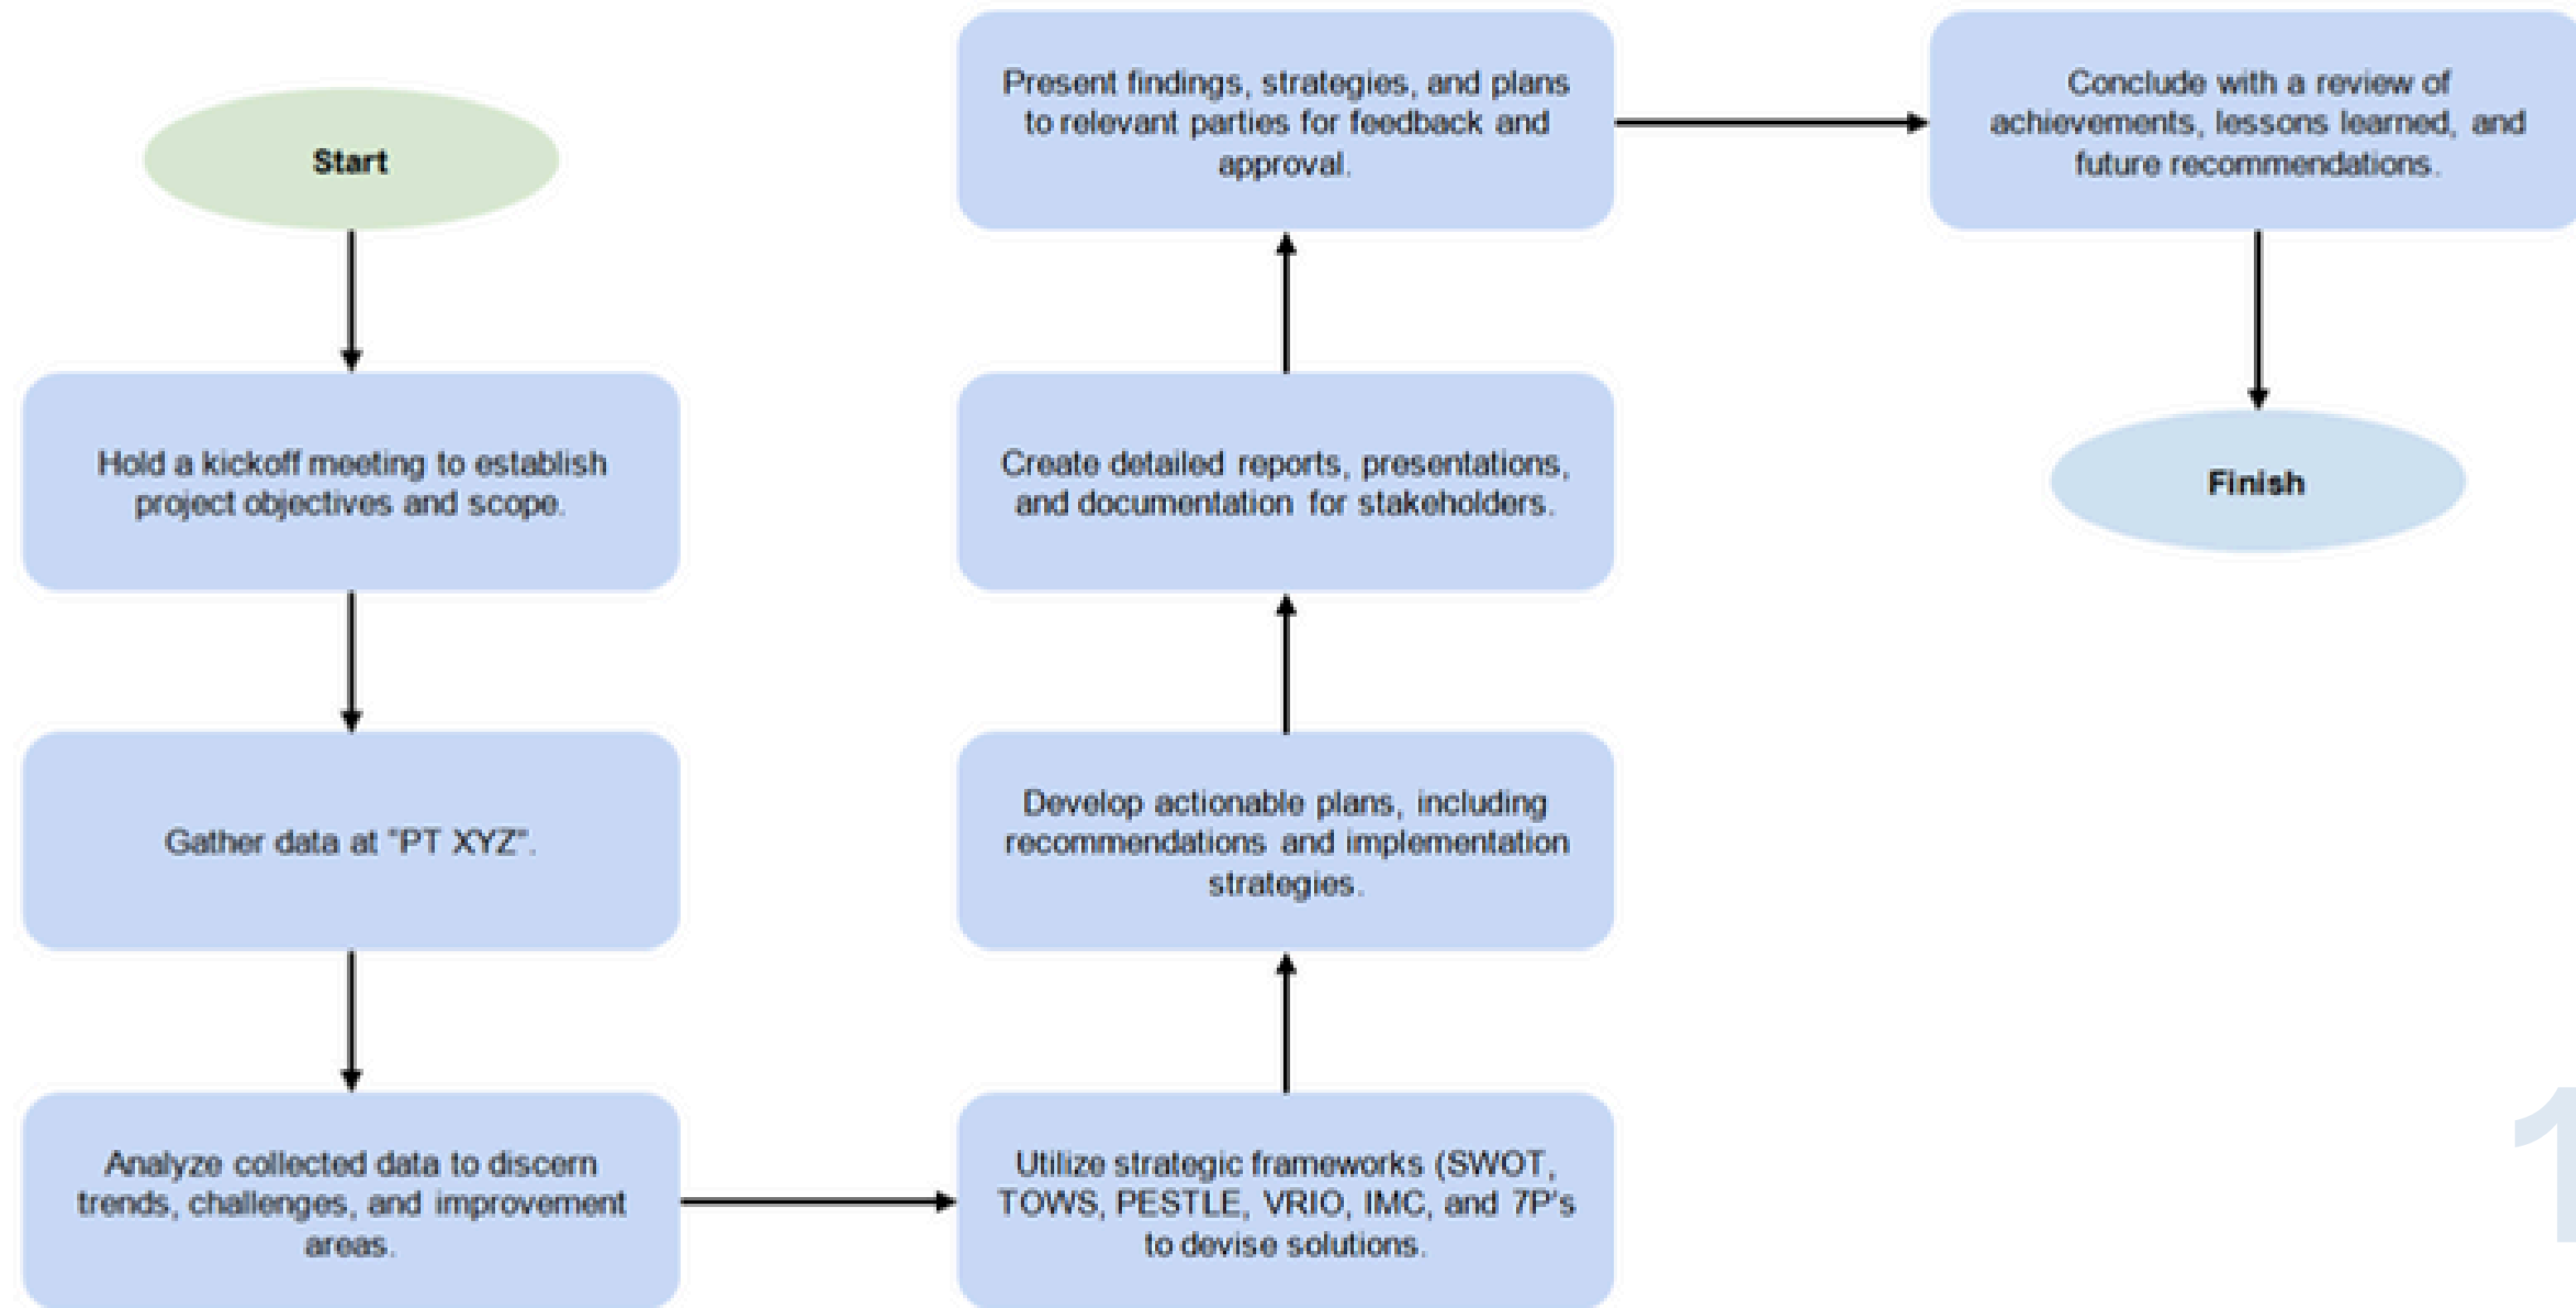 Start
Hold a kickoff meeting to establish
project objectives and scope.
Gather data at "PT XYZ".
Analyze collected data to discern
trends, challenges, and improvement
areas.
Utilize strategic frameworks (SWOT,
TOWS, PESTLE, VRIO, IMC, and 7P's
to devise solutions.
Develop actionable plans, including
recommendations and implementation
strategies.
Create detailed reports, presentations,
and documentation for stakeholders.
Present findings, strategies, and plans
to relevant parties for feedback and
approval.
Conclude with a review of
achievements, lessons learned, and
future recommendations.
Finish
1